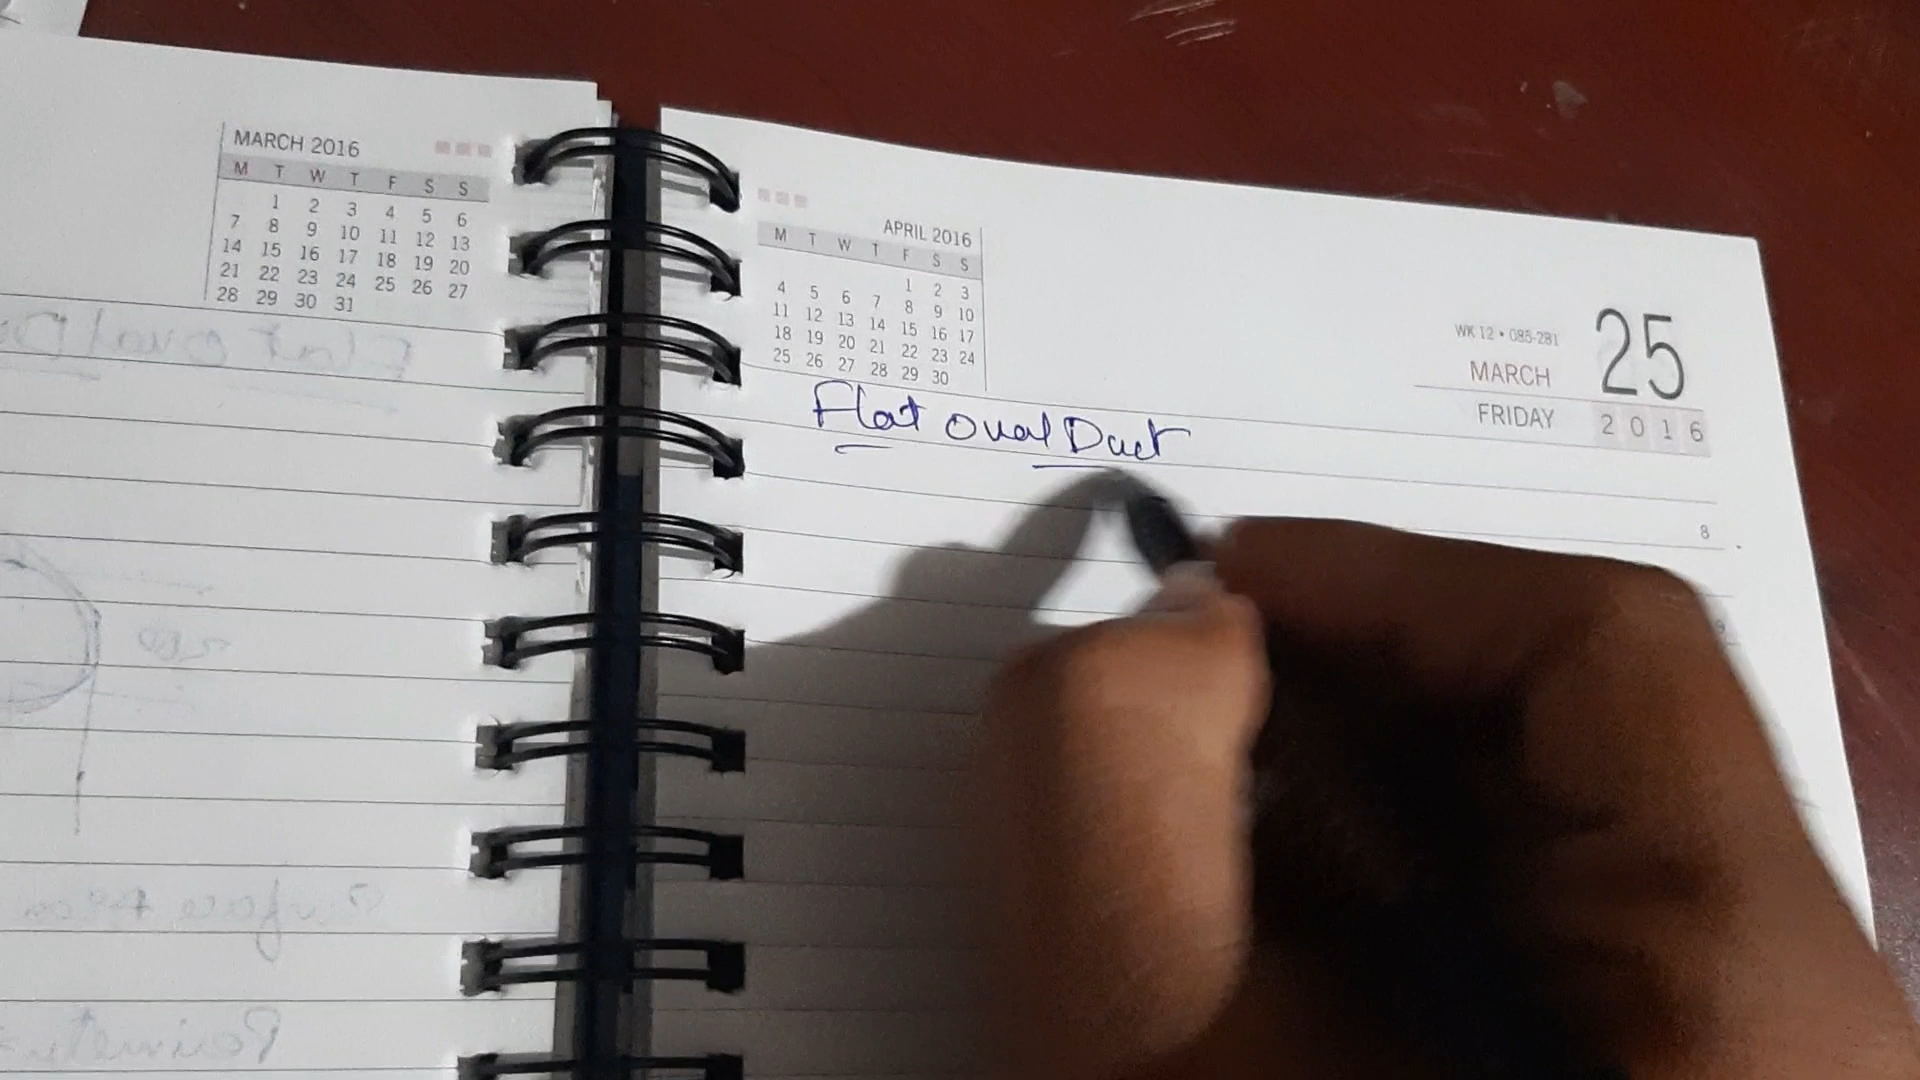 MARCH 2016
M T W T F S S
1 2 3 4 5 6
7 8 9 10 11 12 13
14 15 16 17 18 19 20
21 22 23 24 25 26 27
28 29 30 31
APRIL 2016
M T W T F S S
1 2 3
4 5 6 7 8 9 10
11 12 13 14 15 16 17
18 19 20 21 22 23 24
25 26 27 28 29 30
WK 12 • 085-281
MARCH
25
FRIDAY
2016
Flat oval Duct
8
9
Flat oval